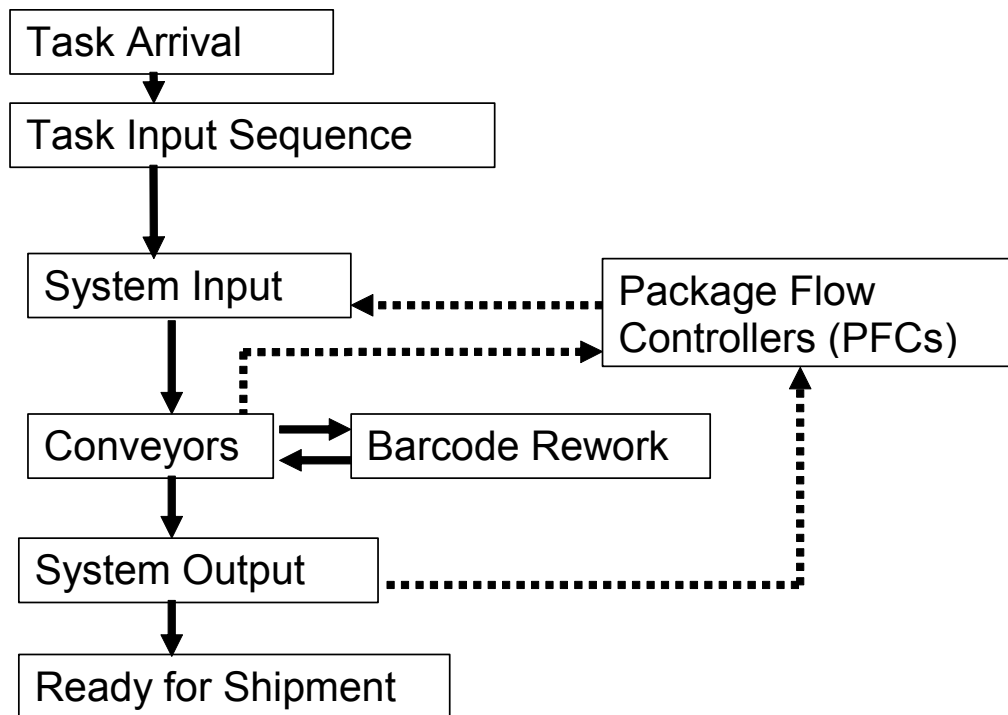 Task Arrival
Task Input Sequence
System Input
Package Flow
Controllers (PFCs)
Conveyors
Barcode Rework
System Output
Ready for Shipment